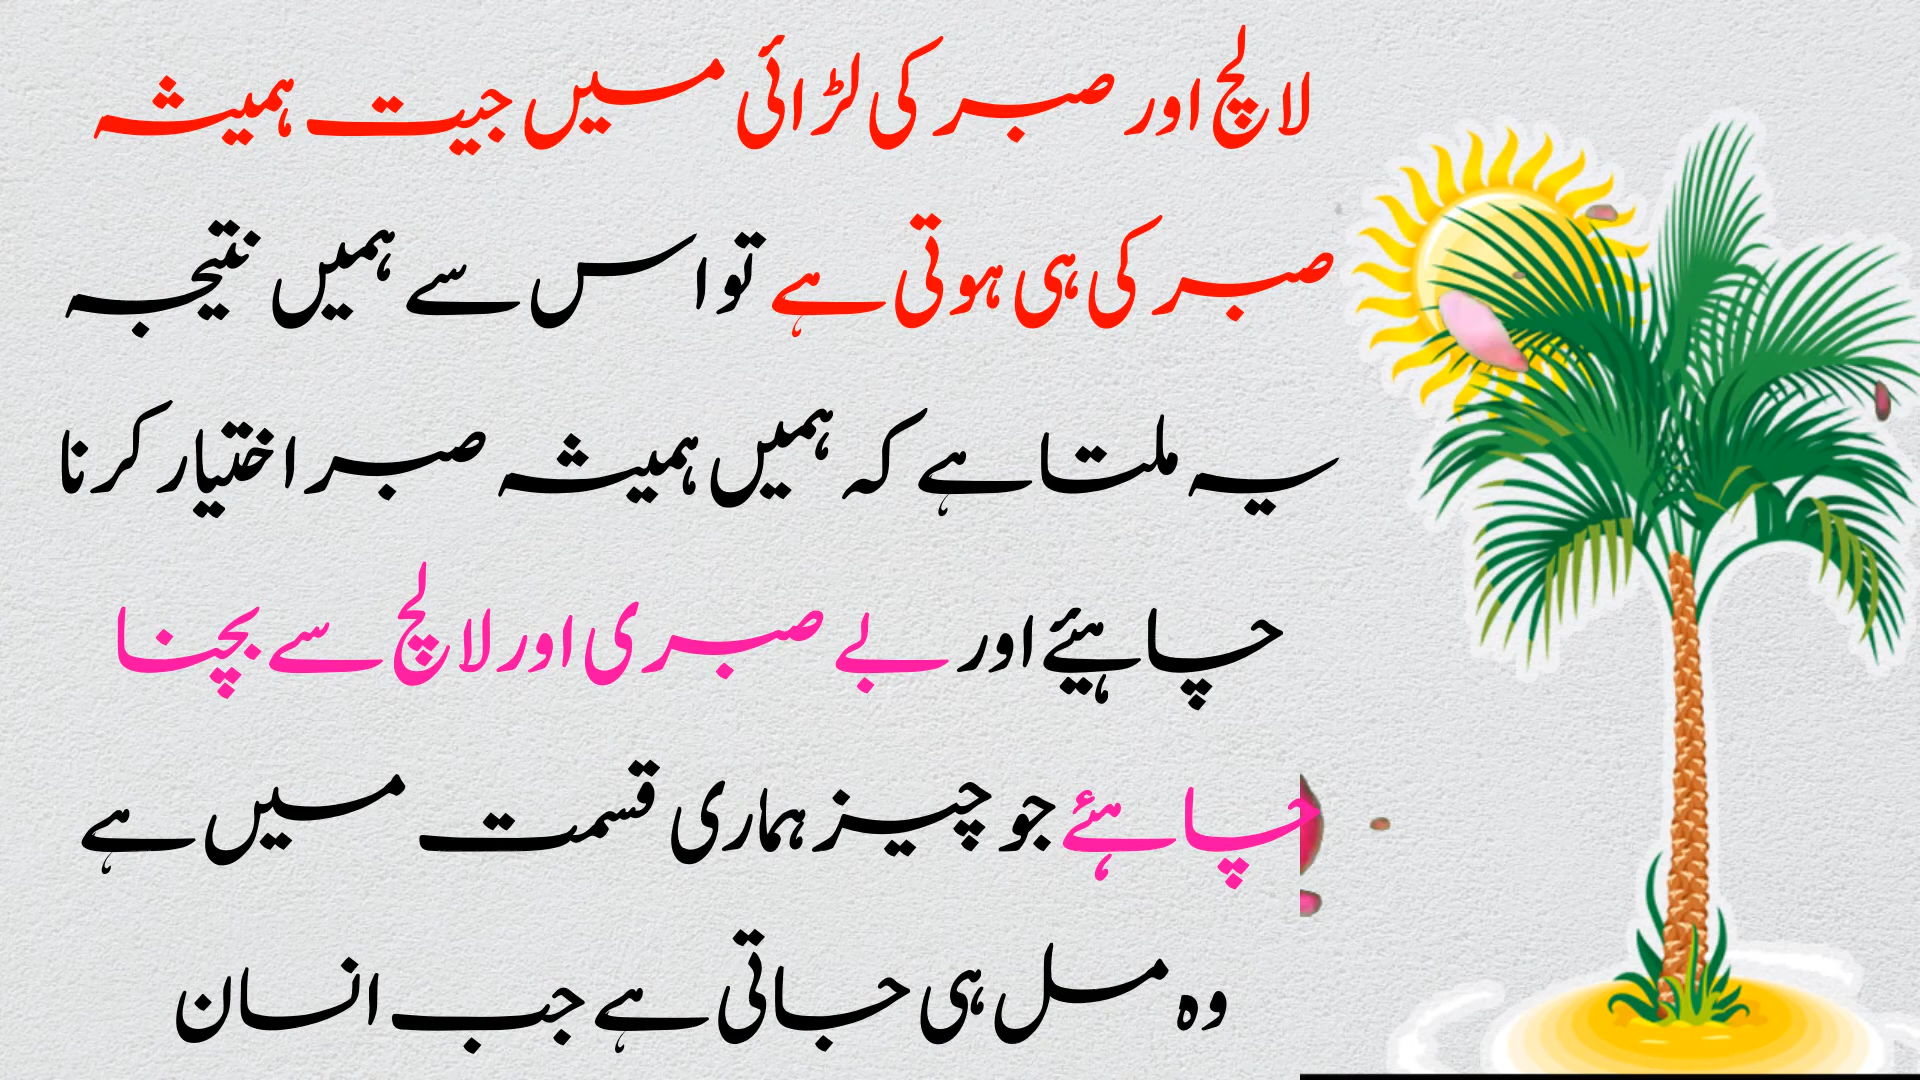 لالچ اور صبر کی لڑائی میں جیت ہمیشہ
صبر کی ہی ہوتی ہے تو اس سے ہمیں نتیجہ
یہ ملتا ہے کہ ہمیں ہمیشہ صبر اختیار کرنا
چاہیئے اور بے صبری اور لالچ سے بچنا
چاہئے جو چیز ہماری قسمت میں ہے
وہ مل ہی جاتی ہے جب انسان